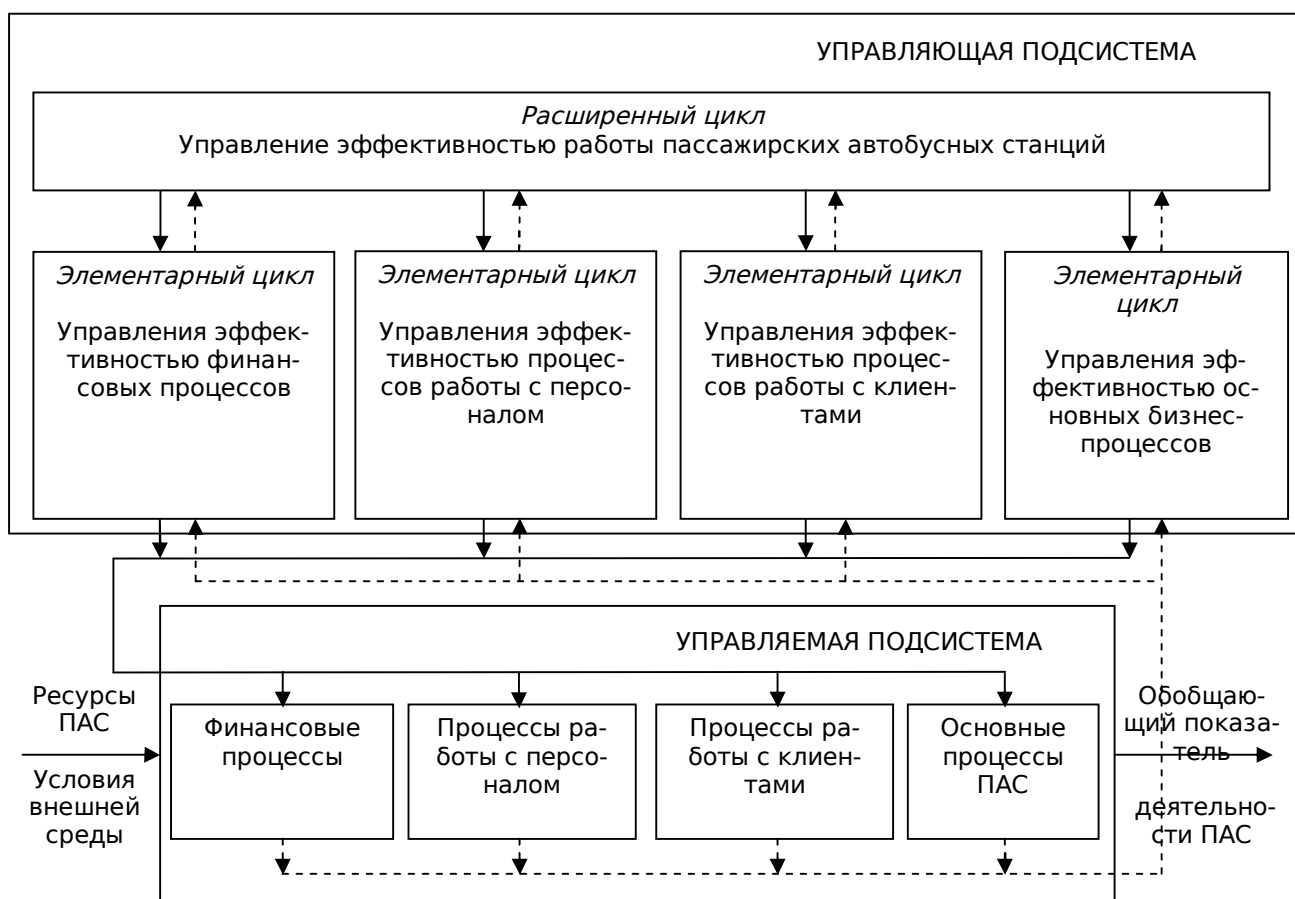 УПРАВЛЯЮЩАЯ ПОДСИСТЕМА
Расширенный цикл
Управление эффективностью работы пассажирских автобусных станций
Элементарный цикл
Управления эффек-
тивностью финан-
совых процессов
Элементарный цикл
Управления эффек-
тивностью процес-
сов работы с персо-
налом
Элементарный цикл
Управления эффек-
тивностью процес-
сов работы с клиен-
тами
Элементарный
цикл
Управления эф-
фективностью ос-
новных бизнес-
процессов
УПРАВЛЯЕМАЯ ПОДСИСТЕМА
Ресурсы
ПАС
Условия
внешней
среды
Финансовые
процессы
Процессы ра-
боты с персо-
налом
Процессы ра-
боты с клиен-
тами
Основные
процессы
ПАС
Обобщаю-
щий показа-
тель
деятельно-
сти ПАС